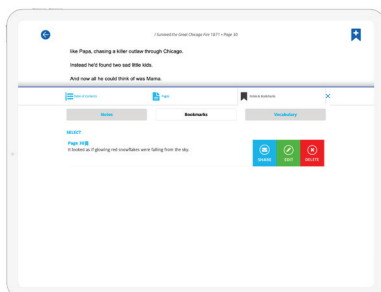 I Survived the Great Chicago Fire 1871 • Page 30
like Papa, chasing a killer outlaw through Chicago.
Instead he'd found two sad little kids.
And now all he could think of was Mama.
Table of Contents
Pages
Notes & Bookmarks
Notes
Bookmarks
Vocabulary
SELECT
Page 30
It looked as if glowing red snowflakes were falling from the sky.
SHARE
EDIT
DELETE